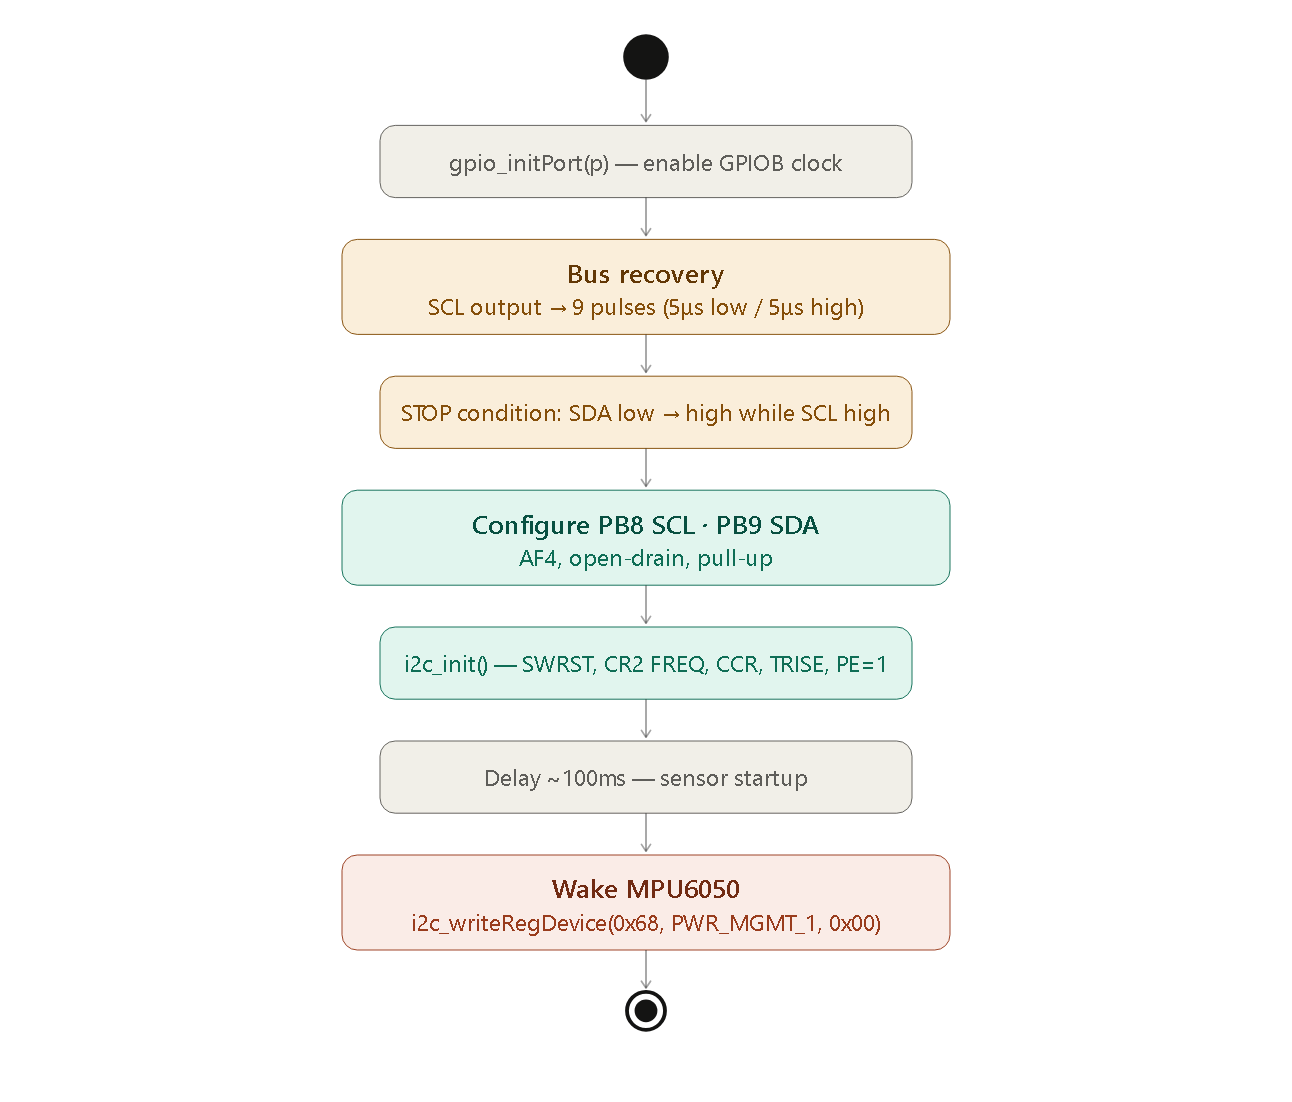 gpio_initPort(p) — enable GPIOB clock
Bus recovery
SCL output → 9 pulses (5µs low / 5µs high)
STOP condition: SDA low → high while SCL high
Configure PB8 SCL · PB9 SDA
AF4, open-drain, pull-up
i2c_init() — SWRST, CR2 FREQ, CCR, TRISE, PE=1
Delay ~100ms — sensor startup
Wake MPU6050
i2c_writeRegDevice(0x68, PWR_MGMT_1, 0x00)